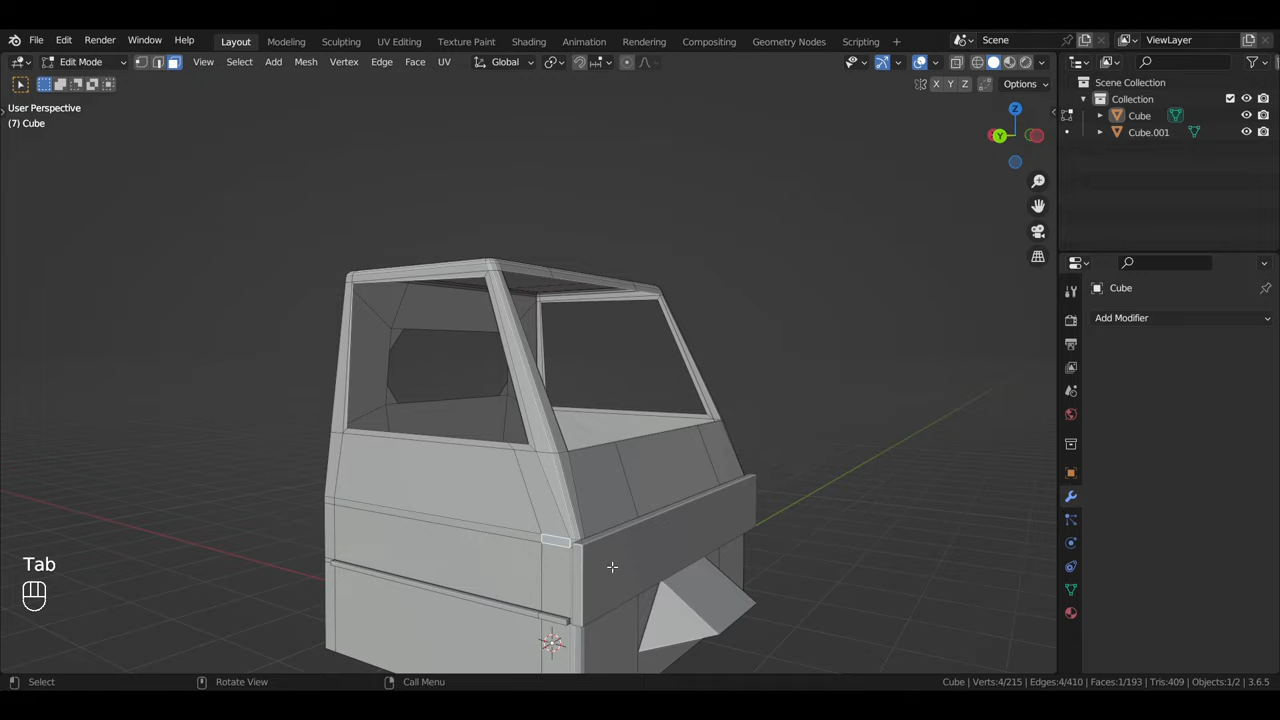 File Edit Render Window Help Layout Modeling Sculpting UV Editing Texture Paint Shading Animation Rendering Compositing Geometry Nodes Scripting + Scene ViewLayer
Edit Mode View Select Add Mesh Vertex Edge Face UV Global
X Y Z Options
User Perspective
(7) Cube
Z
Y
Scene Collection
Collection
Cube
Cube.001
Cube
Add Modifier
Tab
Select Rotate View Call Menu Cube | Verts:4/215 | Edges:4/410 | Faces:1/193 | Tris:409 | Objects:1/2 | 3.6.5